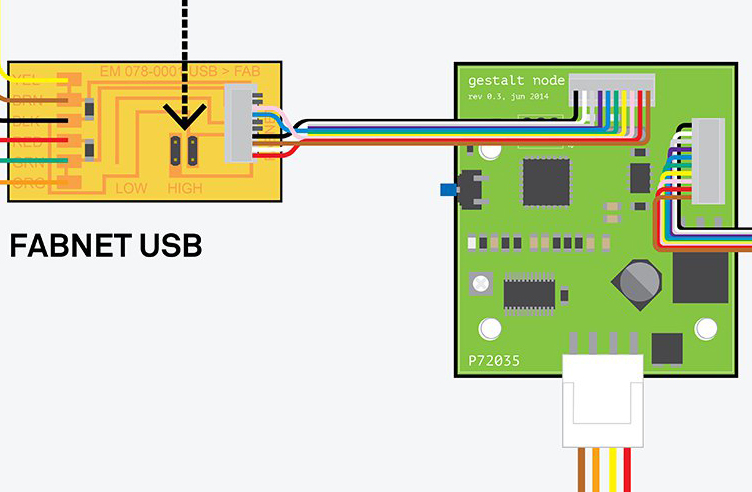 EM 078-0001 USB > FAB
YEL
BRN
BLK
RED
GRN
ORG
LOW HIGH
FABNET USB
gestalt node
rev 0.3, jun 2014
P72035